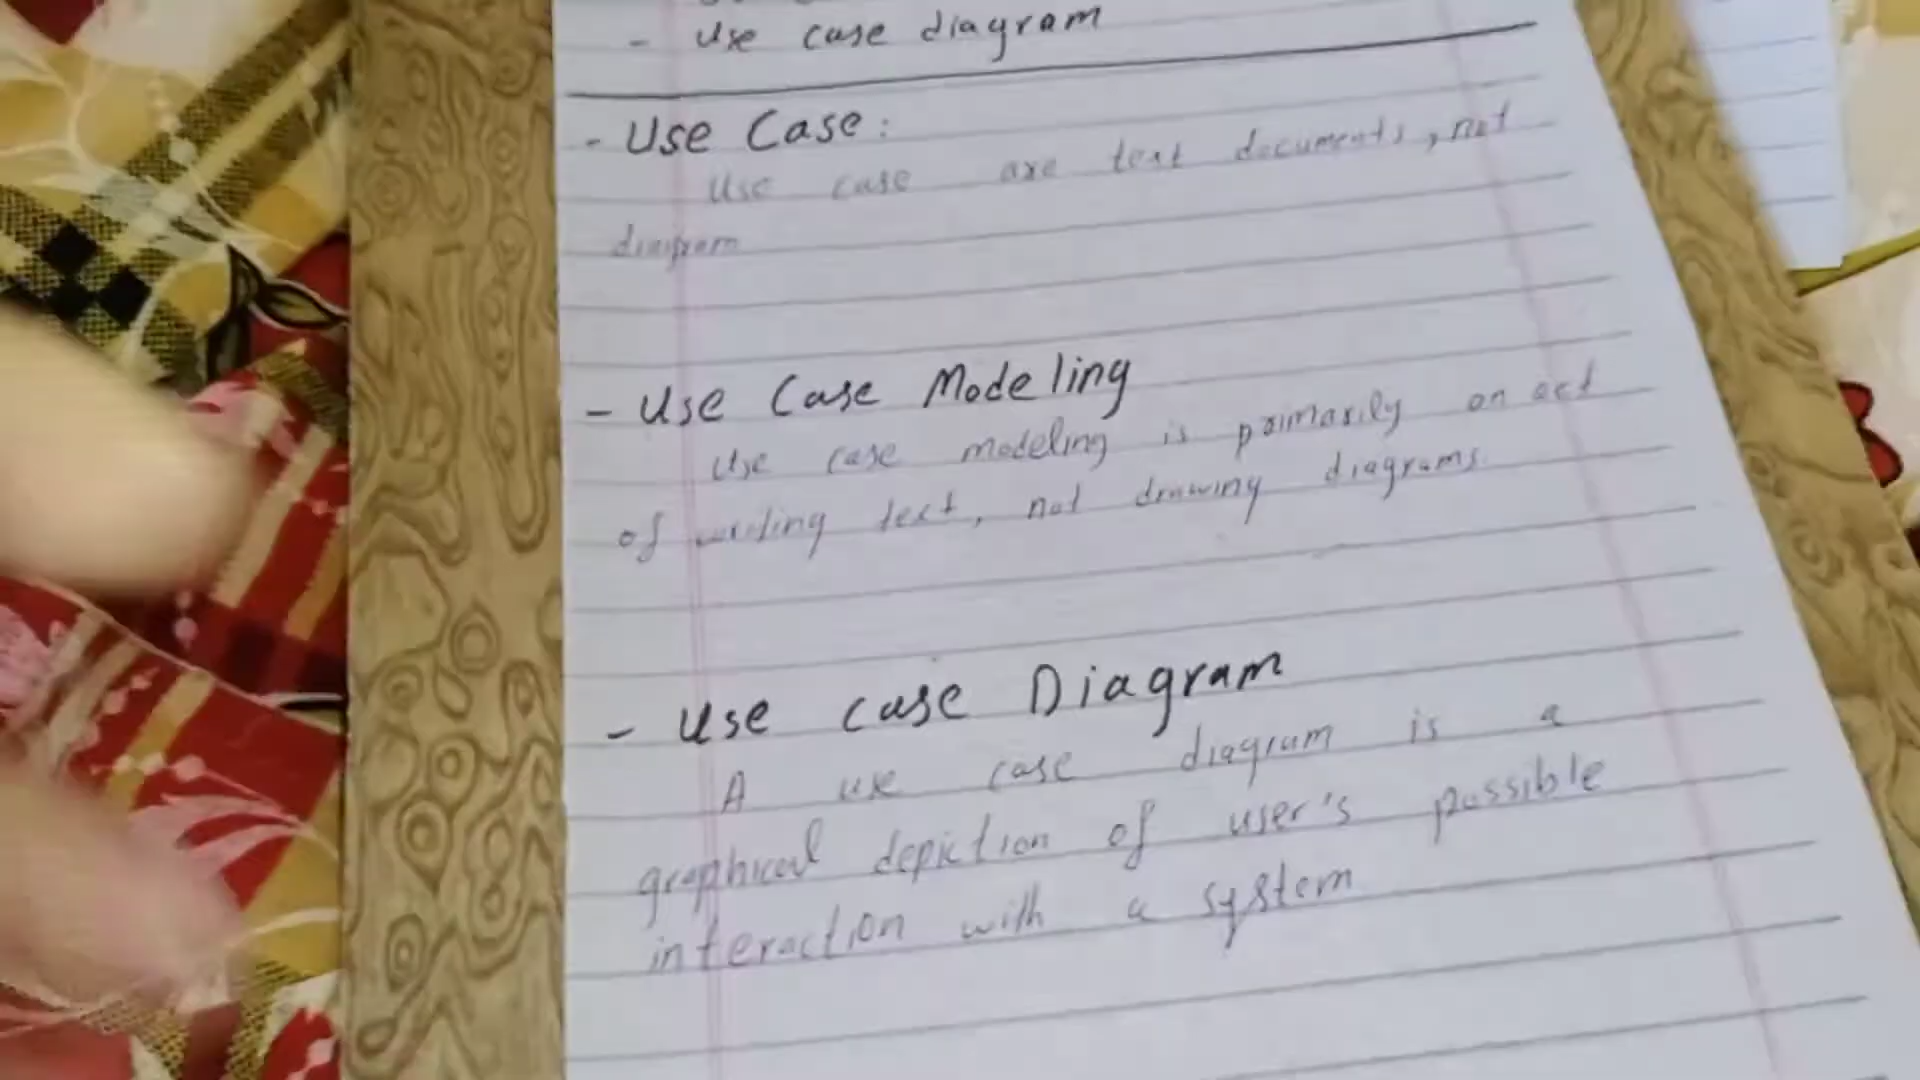 - Use case diagram
- Use Case:
Use case are text documents, not
diagram
- Use Case Modeling
Use case modeling is primarily an act
of writing text, not drawing diagrams.
- Use case Diagram
A use case diagram is a
graphical depiction of user's possible
interaction with a system